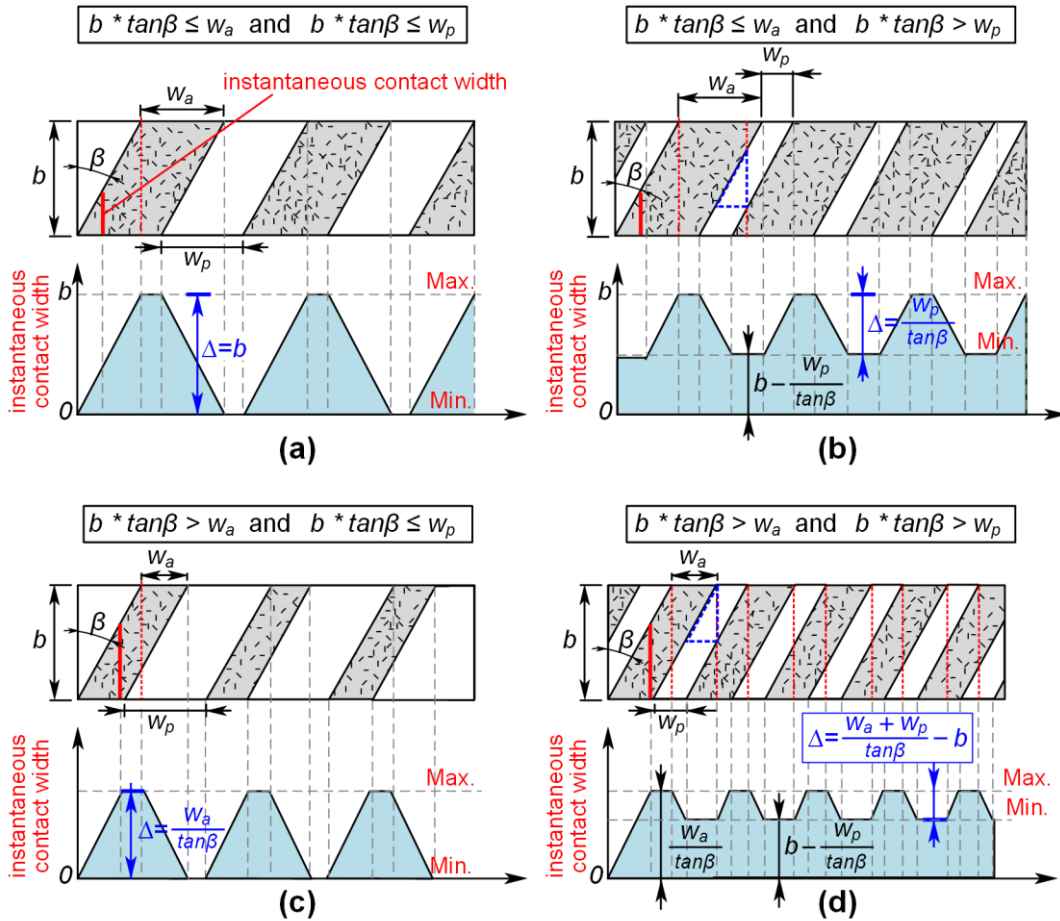 b * tanβ ≤ wₐ and b * tanβ ≤ wₚ
instantaneous contact width
wₐ
β
b
wₚ
instantaneous
contact width
b
Max.
Δ=b
Min.
0
(a)
b * tanβ ≤ wₐ and b * tanβ > wₚ
wₚ
wₐ
β
b
instantaneous
contact width
b
Max.
Δ=wₚ/tanβ
Min.
b−wₚ/tanβ
0
(b)
b * tanβ > wₐ and b * tanβ ≤ wₚ
wₐ
β
b
wₚ
instantaneous
contact width
Max.
Δ=wₐ/tanβ
Min.
0
(c)
b * tanβ > wₐ and b * tanβ > wₚ
wₐ
β
b
wₚ
Δ=wₐ + wₚ/tanβ − b
instantaneous
contact width
Max.
Min.
wₐ/tanβ
b−wₚ/tanβ
0
(d)